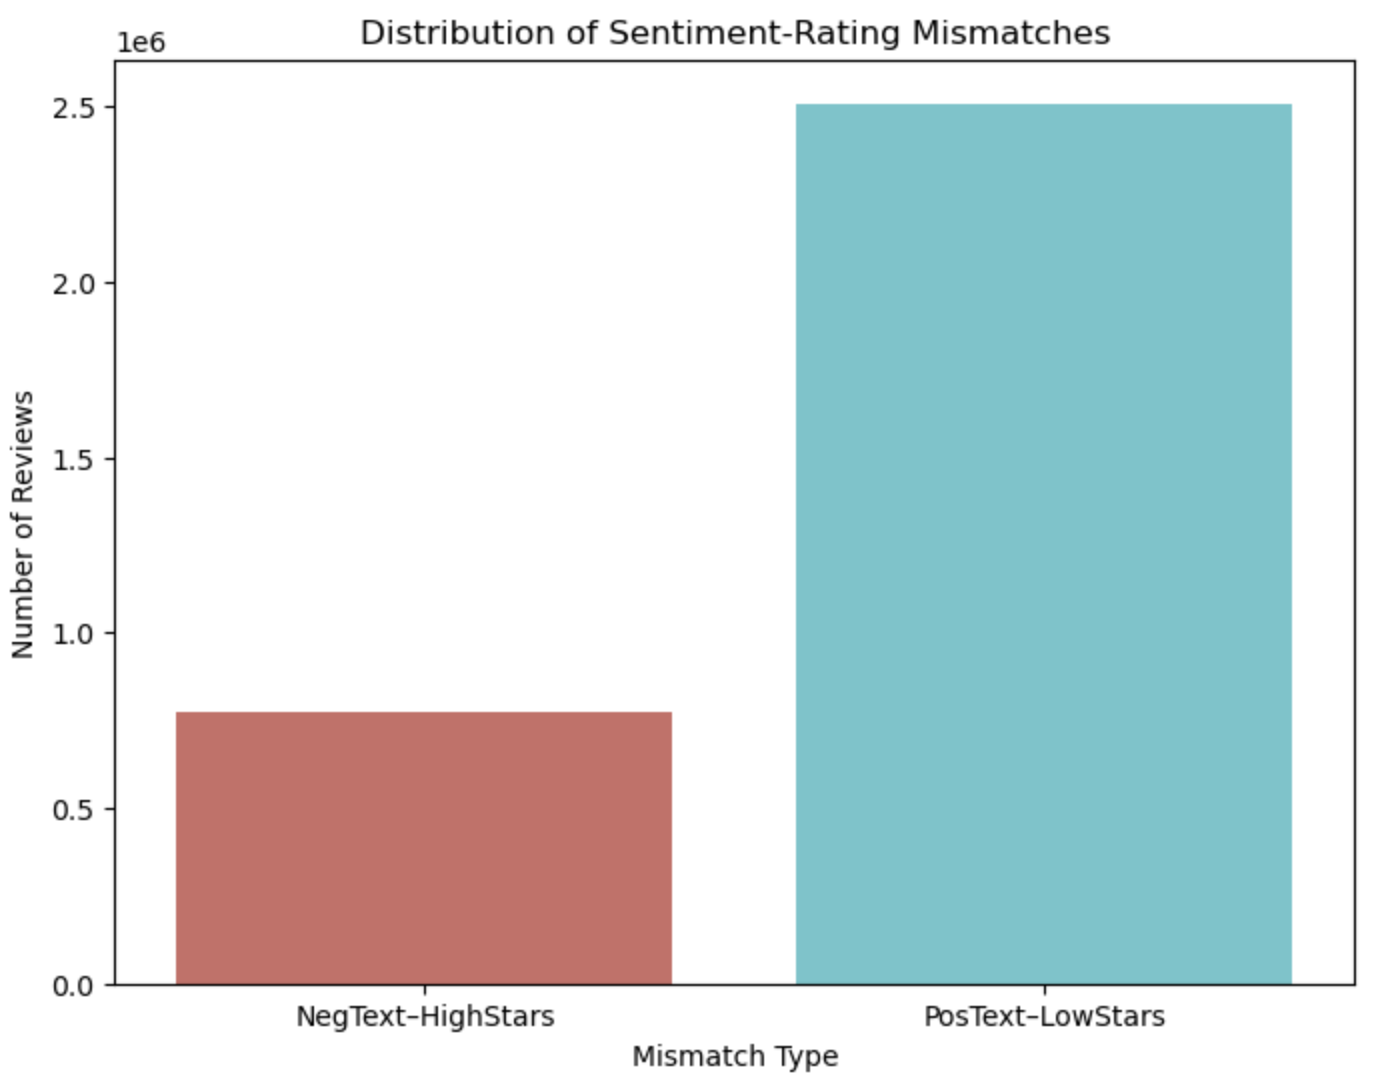 Distribution of Sentiment-Rating Mismatches
1e6
2.5
2.0
1.5
1.0
0.5
0.0
Number of Reviews
NegText–HighStars
PosText–LowStars
Mismatch Type